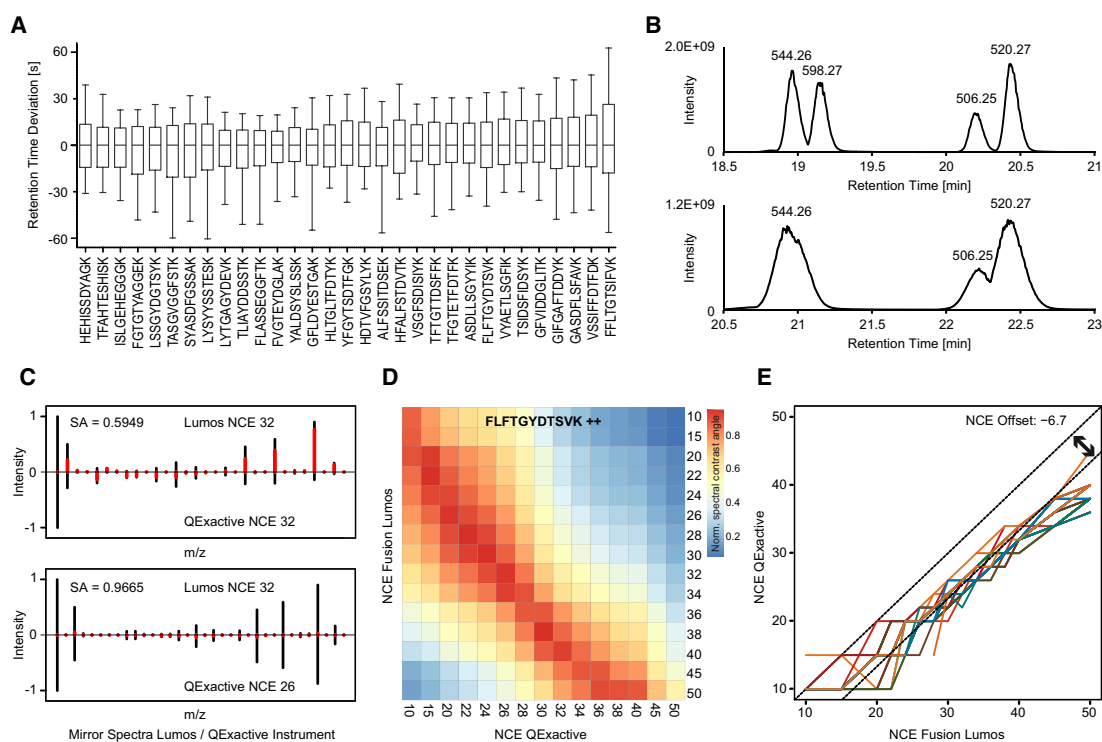 A
Retention Time Deviation [s]
60
30
0
-30
-60
HEHISSDYAGK
TFAHTESHISK
ISLGEHEGGGK
FGTGTYAGGEK
LSSGYDGTSYK
TASGVGGFSTK
SYASDFGSSAK
LYSYYSSTESK
LYTGAGYDEVK
TLIAYDDSSTK
FLASSEGGFTK
FVGTEYDGLAK
YALDSYSLSSK
GFLDYESTGAK
HLTGLTFDTYK
YFGYTSDTFGK
HDTVFGSYLYK
ALFSSITDSEK
HFALFSTDVTK
VSGFSDISIYK
TFTGTTDSFFK
TFGTETFDTFK
ASDLLSGYYIK
FLFTGYDTSVK
VYAETLSGFIK
TSIDSFIDSYK
GFVIDDGLITK
GIFGAFTDDYK
GASDFLSFAVK
VSSIFFDTFDK
FFLTGTSIFVK
B
Intensity
2.0E+09
0
544.26
598.27
506.25
520.27
18.5
19
19.5
20
20.5
21
Retention Time [min]
Intensity
1.2E+09
0
544.26
506.25
520.27
20.5
21
21.5
22
22.5
23
Retention Time [min]
C
Intensity
1
0
-1
SA = 0.5949
Lumos NCE 32
QExactive NCE 32
m/z
Intensity
1
0
-1
SA = 0.9665
Lumos NCE 32
QExactive NCE 26
m/z
Mirror Spectra Lumos / QExactive Instrument
D
NCE Fusion Lumos
FLFTGYDTSVK ++
10
15
20
22
24
26
28
30
32
34
36
38
40
45
50
10
15
20
22
24
26
28
30
32
34
36
38
40
45
50
NCE QExactive
Norm. spectral contrast angle
0.8
0.6
0.4
0.2
E
NCE QExactive
50
40
30
20
10
NCE Offset: −6.7
10
20
30
40
50
NCE Fusion Lumos